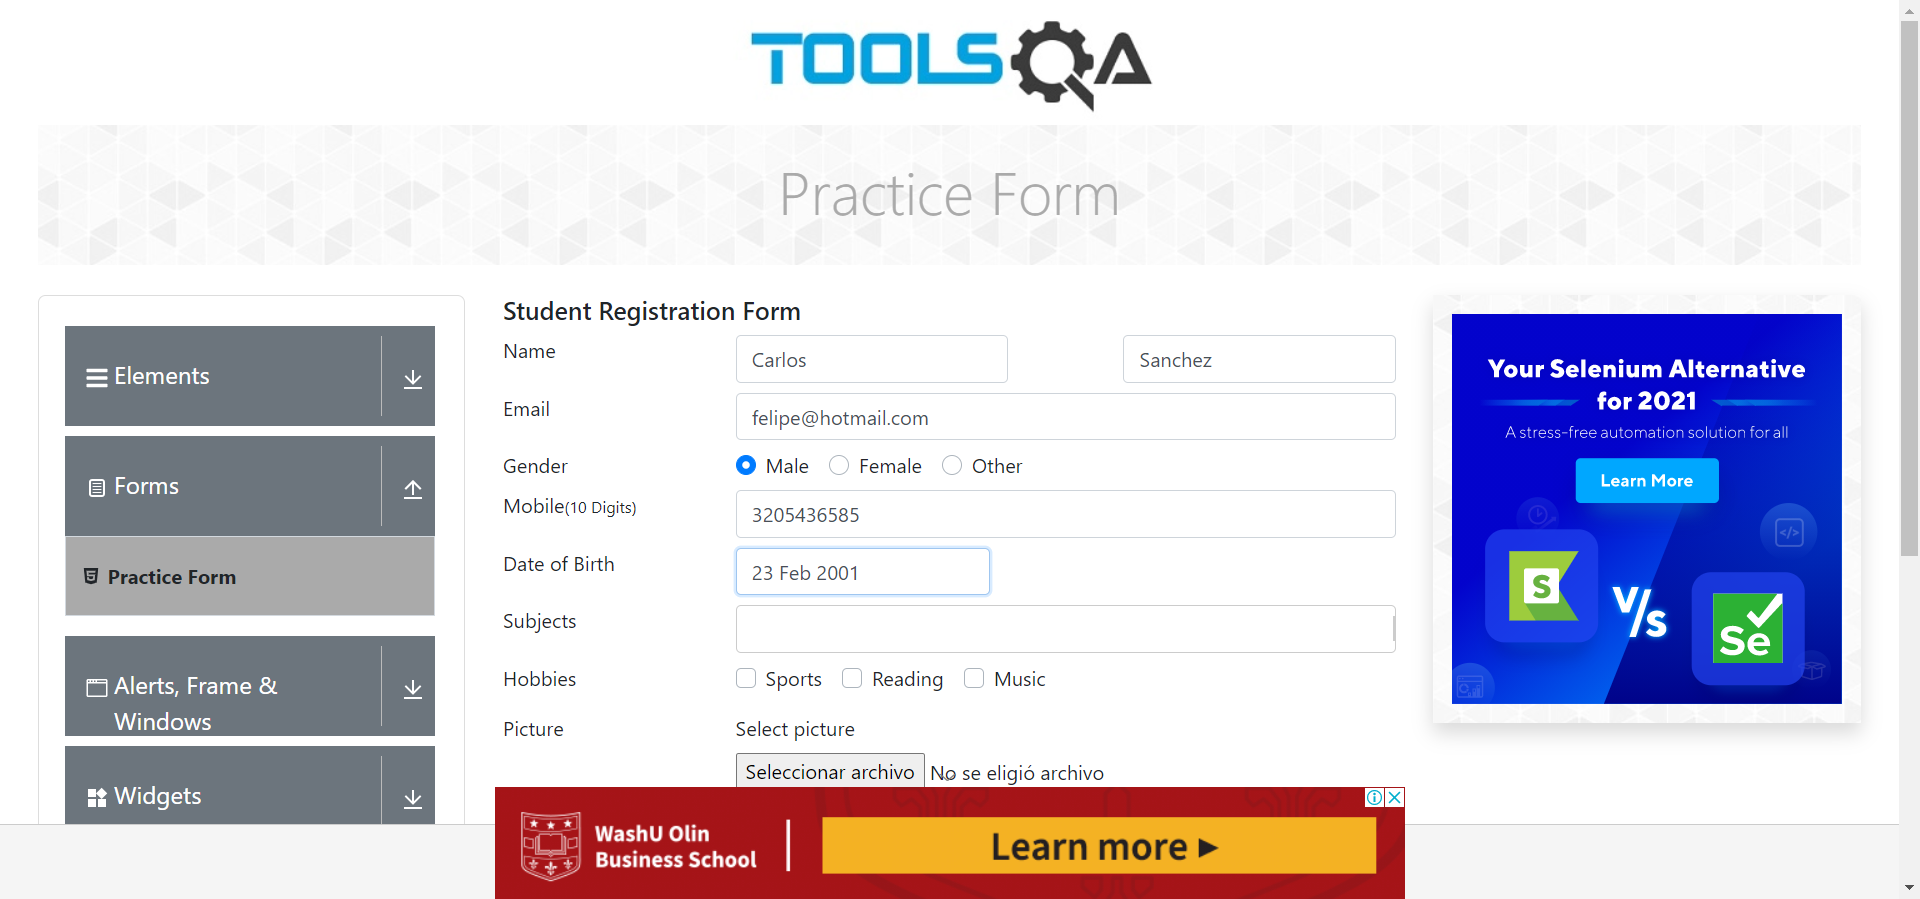 TOOLSQA
Practice Form
Elements
Forms
Practice Form
Alerts, Frame &
Windows
Widgets
Student Registration Form
Name
Carlos
Sanchez
Email
felipe@hotmail.com
Gender
Male
Female
Other
Mobile(10 Digits)
3205436585
Date of Birth
23 Feb 2001
Subjects
Hobbies
Sports
Reading
Music
Picture
Select picture
Seleccionar archivo No se eligió archivo
Your Selenium Alternative
for 2021
A stress-free automation solution for all
Learn More
S
V/s
Se
WashU Olin
Business School
Learn more